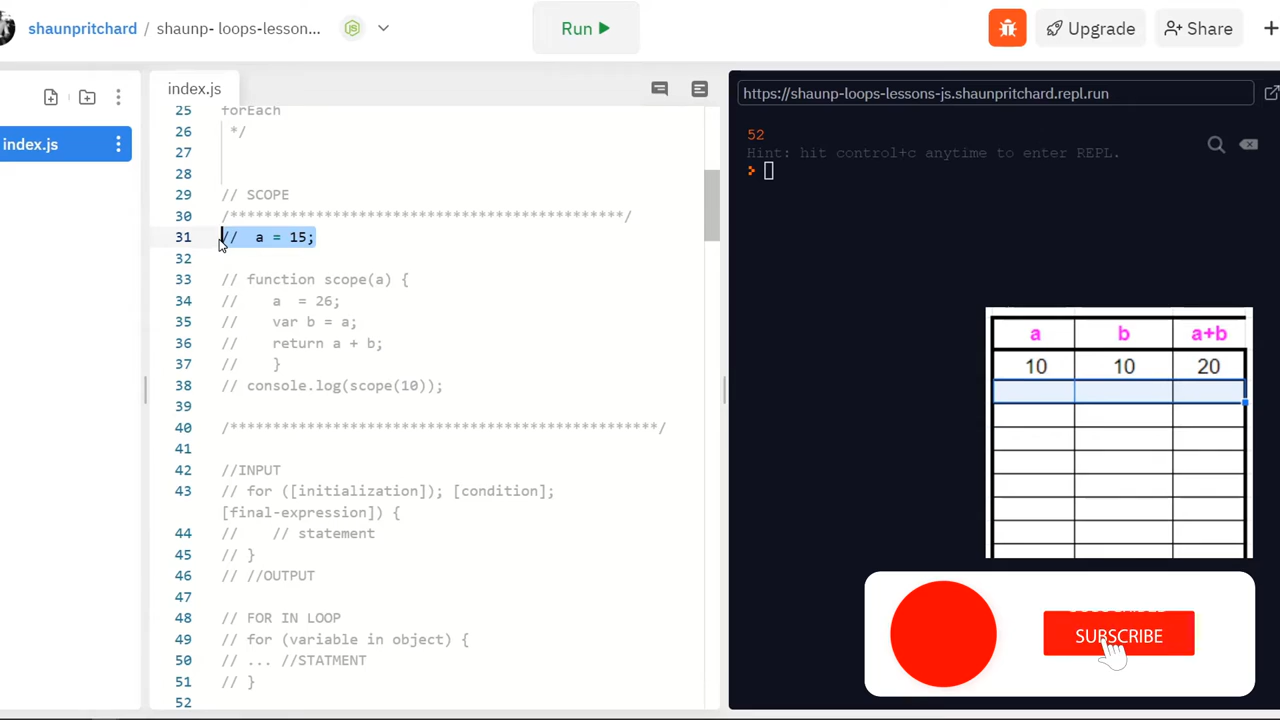 shaunpritchard / shaunp- loops-lesson...
Run
Upgrade
Share
index.js
index.js
25 forEach
26 */
27
28
29 // SCOPE
30 /**********************************************/
31 // a = 15;
32
33 // function scope(a) {
34 // a = 26;
35 // var b = a;
36 // return a + b;
37 // }
38 // console.log(scope(10));
39
40 /**************************************************/
41
42 //INPUT
43 // for ([initialization]); [condition];
[final-expression]) {
44 // // statement
45 // }
46 // //OUTPUT
47
48 // FOR IN LOOP
49 // for (variable in object) {
50 // ... //STATMENT
51 // }
52
https://shaunp-loops-lessons-js.shaunpritchard.repl.run
52
Hint: hit control+c anytime to enter REPL.
>
a b a+b
10 10 20
SUBSCRIBE